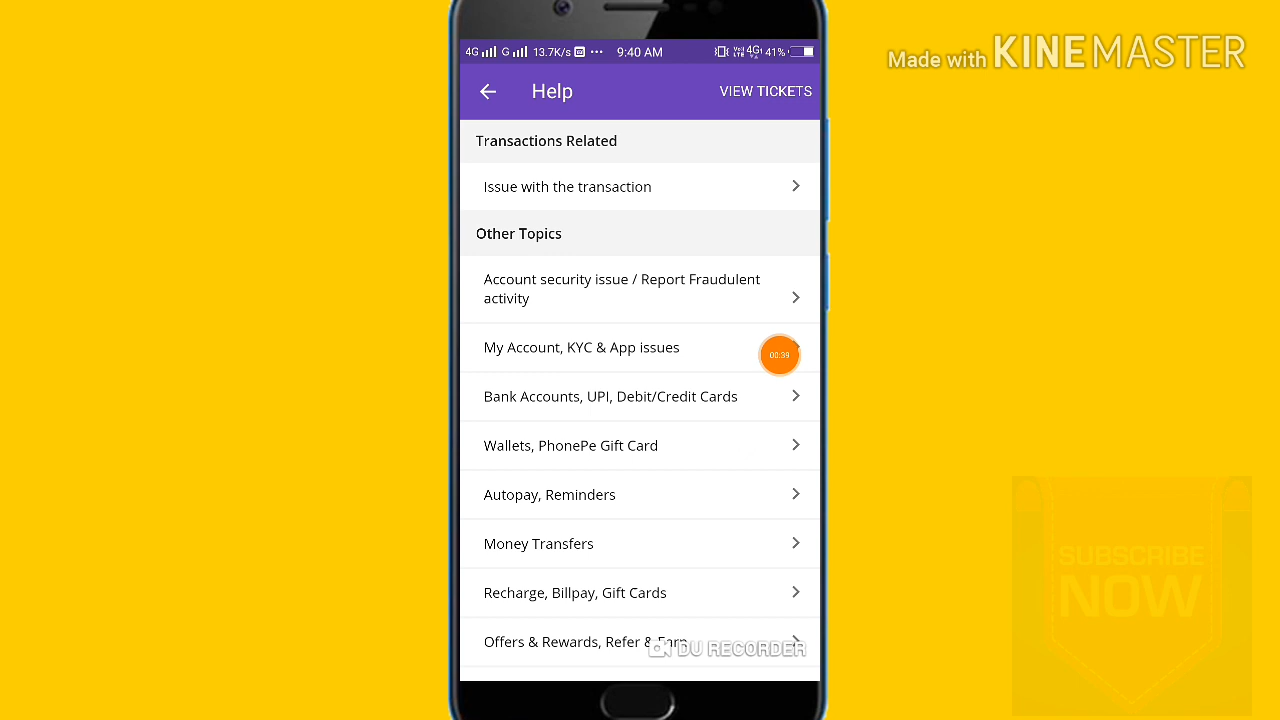 Made with KINEMASTER
4G G 13.7K/s 9:40 AM 4G 41%
Help
VIEW TICKETS
Transactions Related
Issue with the transaction
Other Topics
Account security issue / Report Fraudulent
activity
My Account, KYC & App issues
00:39
Bank Accounts, UPI, Debit/Credit Cards
Wallets, PhonePe Gift Card
Autopay, Reminders
Money Transfers
Recharge, Billpay, Gift Cards
Offers & Rewards, Refer & Earn
DU RECORDER
SUBSCRIBE
NOW